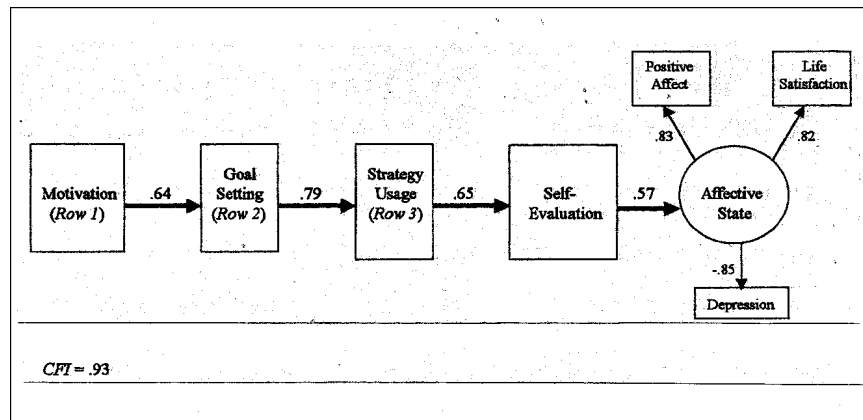 Positive
Affect
Life
Satisfaction
.83
.82
Motivation
(Row 1)
.64
Goal
Setting
(Row 2)
.79
Strategy
Usage
(Row 3)
.65
Self-
Evaluation
.57
Affective
State
-.85
Depression
CFI = .93